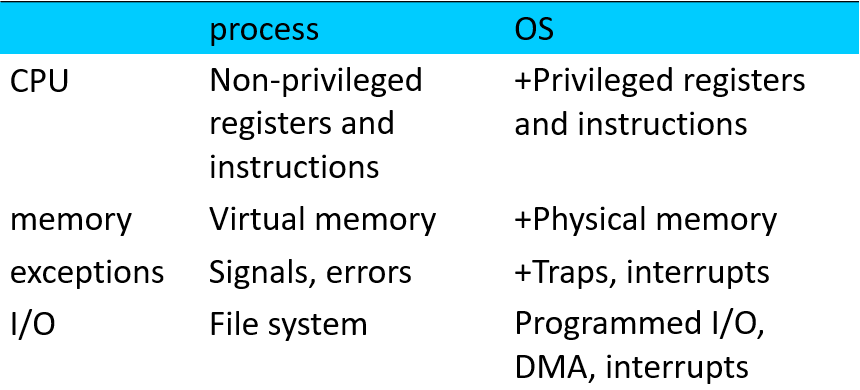 process OS
CPU Non-privileged +Privileged registers
registers and and instructions
instructions
memory Virtual memory +Physical memory
exceptions Signals, errors +Traps, interrupts
I/O File system Programmed I/O,
DMA, interrupts